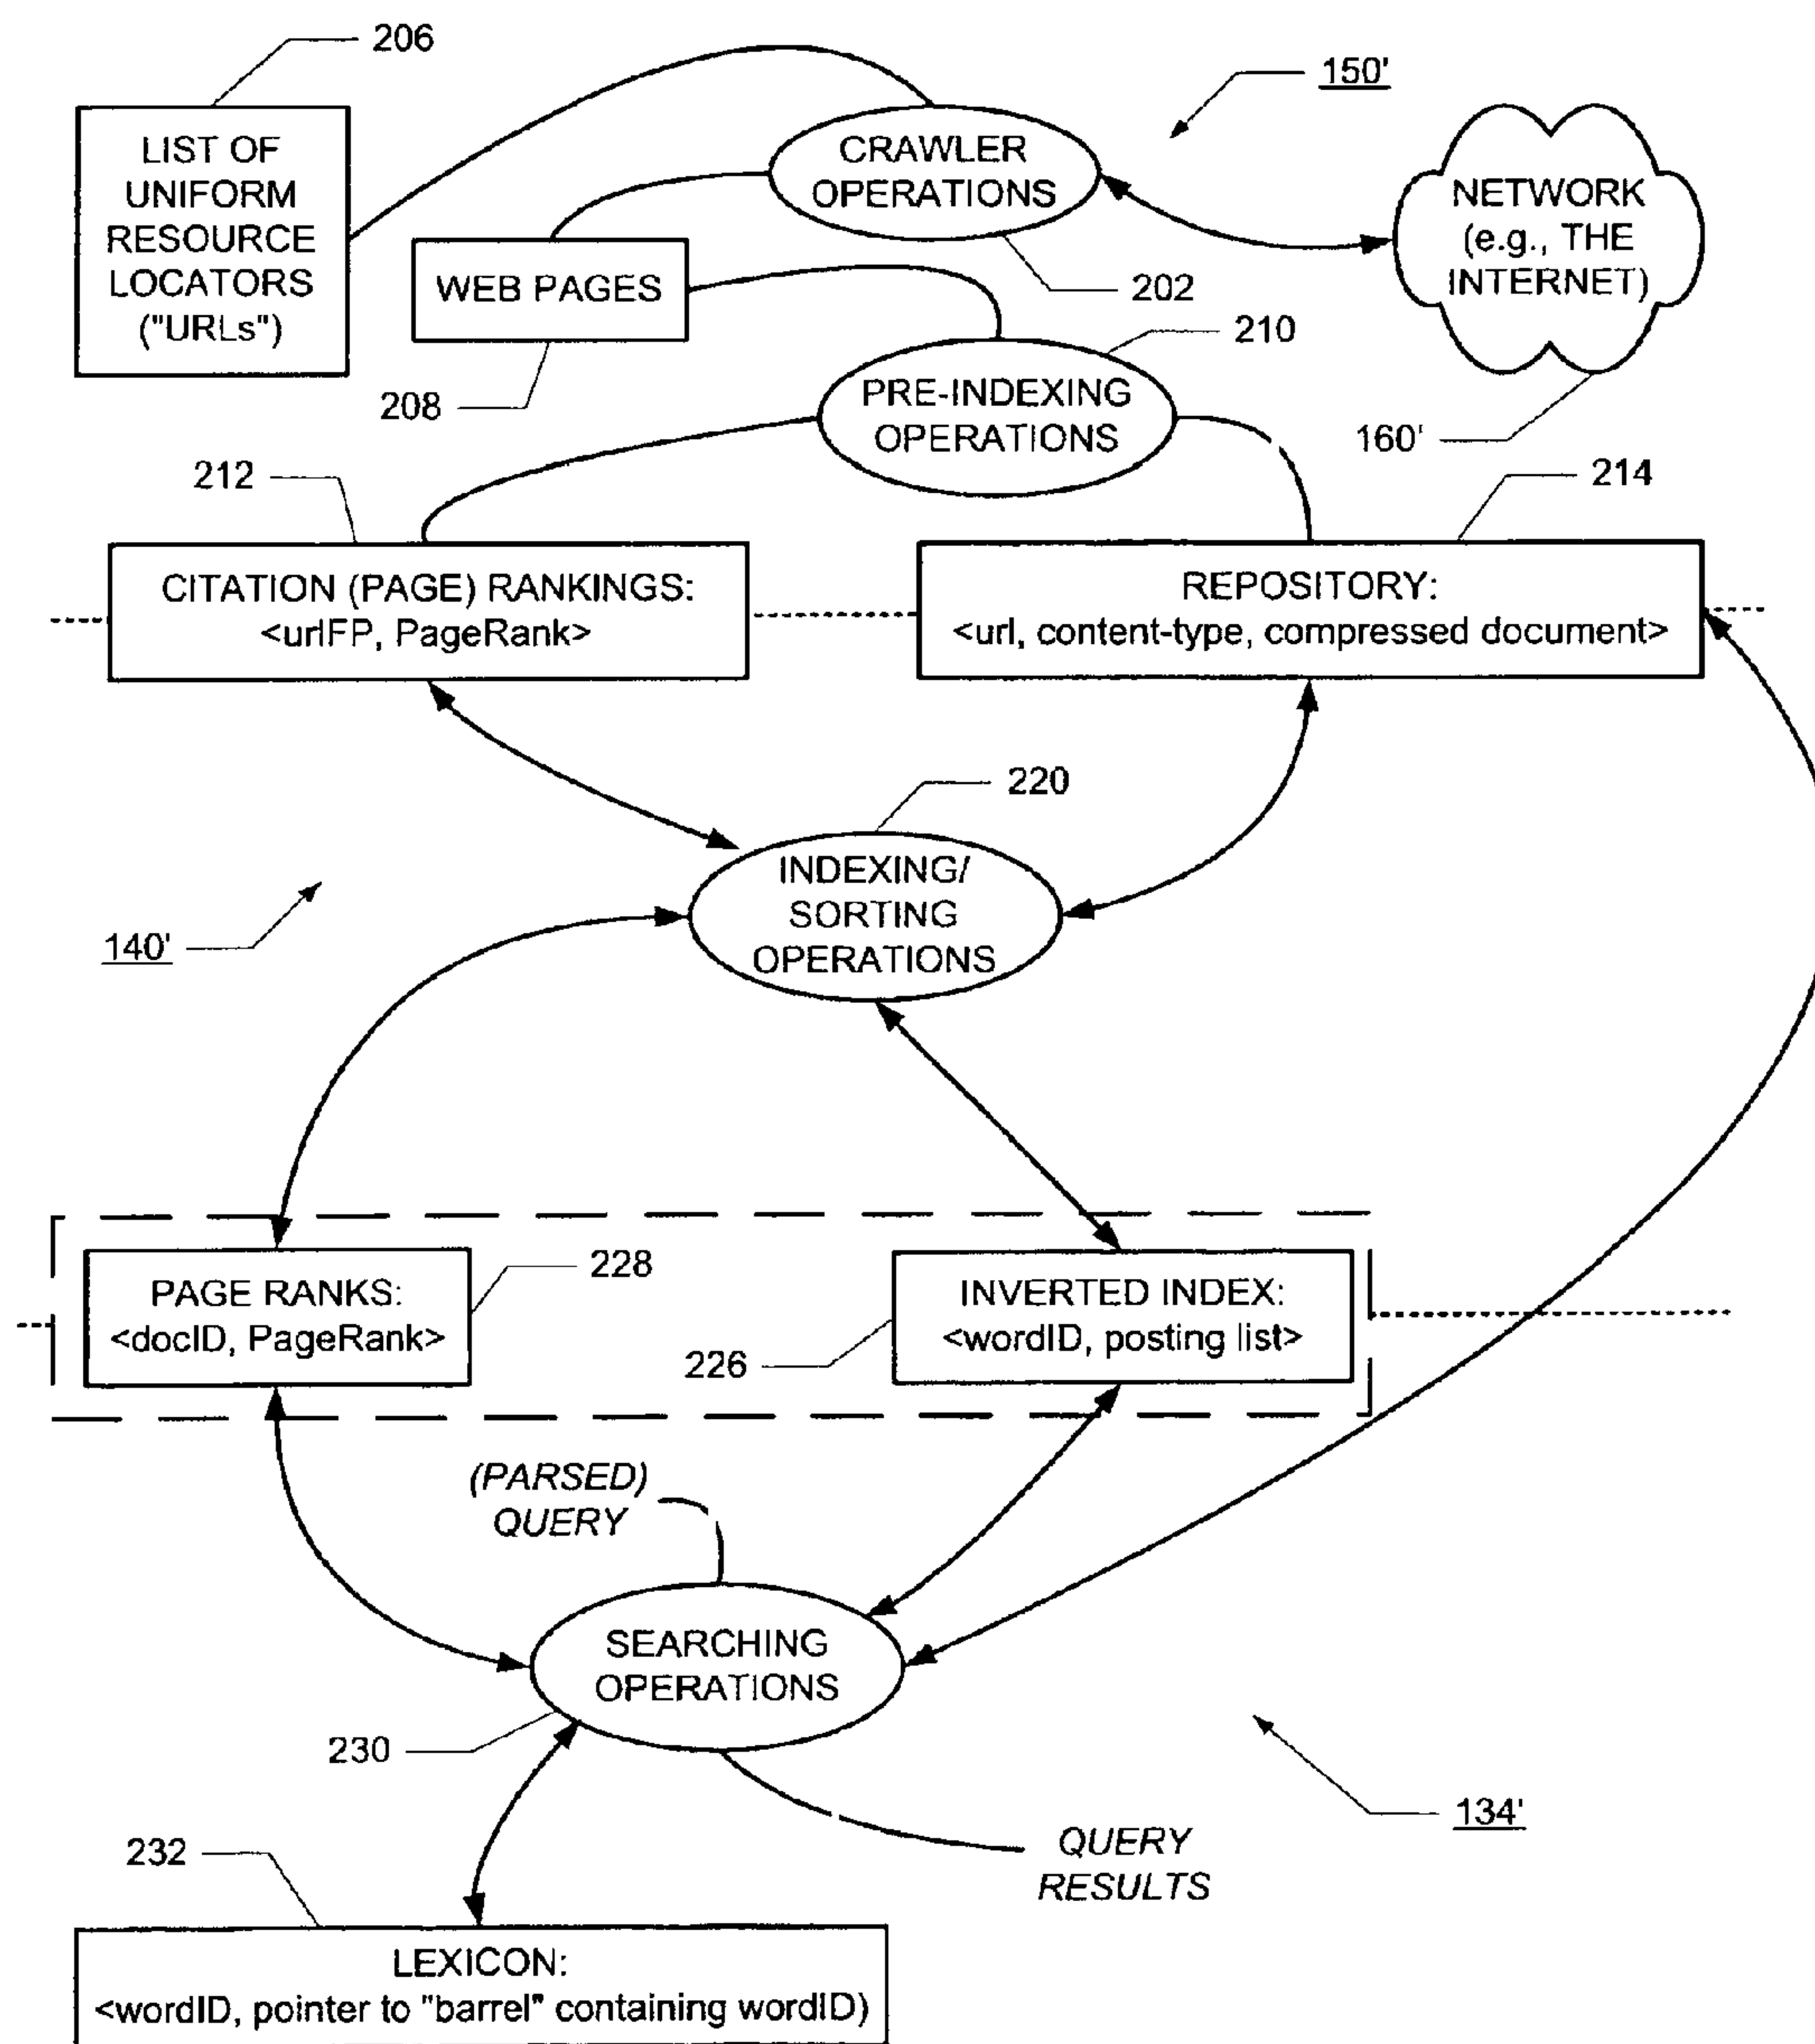 206
150'
LIST OF
UNIFORM
RESOURCE
LOCATORS
("URLs")
CRAWLER
OPERATIONS
NETWORK
(e.g., THE
INTERNET)
WEB PAGES
202
210
208
PRE-INDEXING
OPERATIONS
160'
212
214
CITATION (PAGE) RANKINGS:
<urlFP, PageRank>
REPOSITORY:
<url, content-type, compressed document>
220
INDEXING/
SORTING
OPERATIONS
140'
PAGE RANKS:
<docID, PageRank>
228
INVERTED INDEX:
<wordID, posting list>
226
(PARSED)
QUERY
SEARCHING
OPERATIONS
230
134'
QUERY
RESULTS
232
LEXICON:
<wordID, pointer to "barrel" containing wordID)